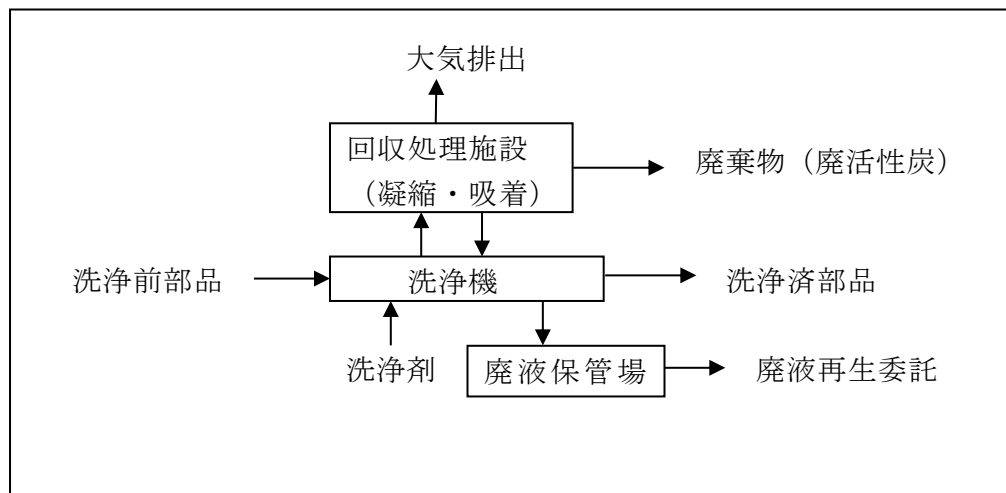 大気排出
回収処理施設
（凝縮・吸着）
廃棄物（廃活性炭）
洗浄前部品
洗浄機
洗浄済部品
洗浄剤
廃液保管場
廃液再生委託